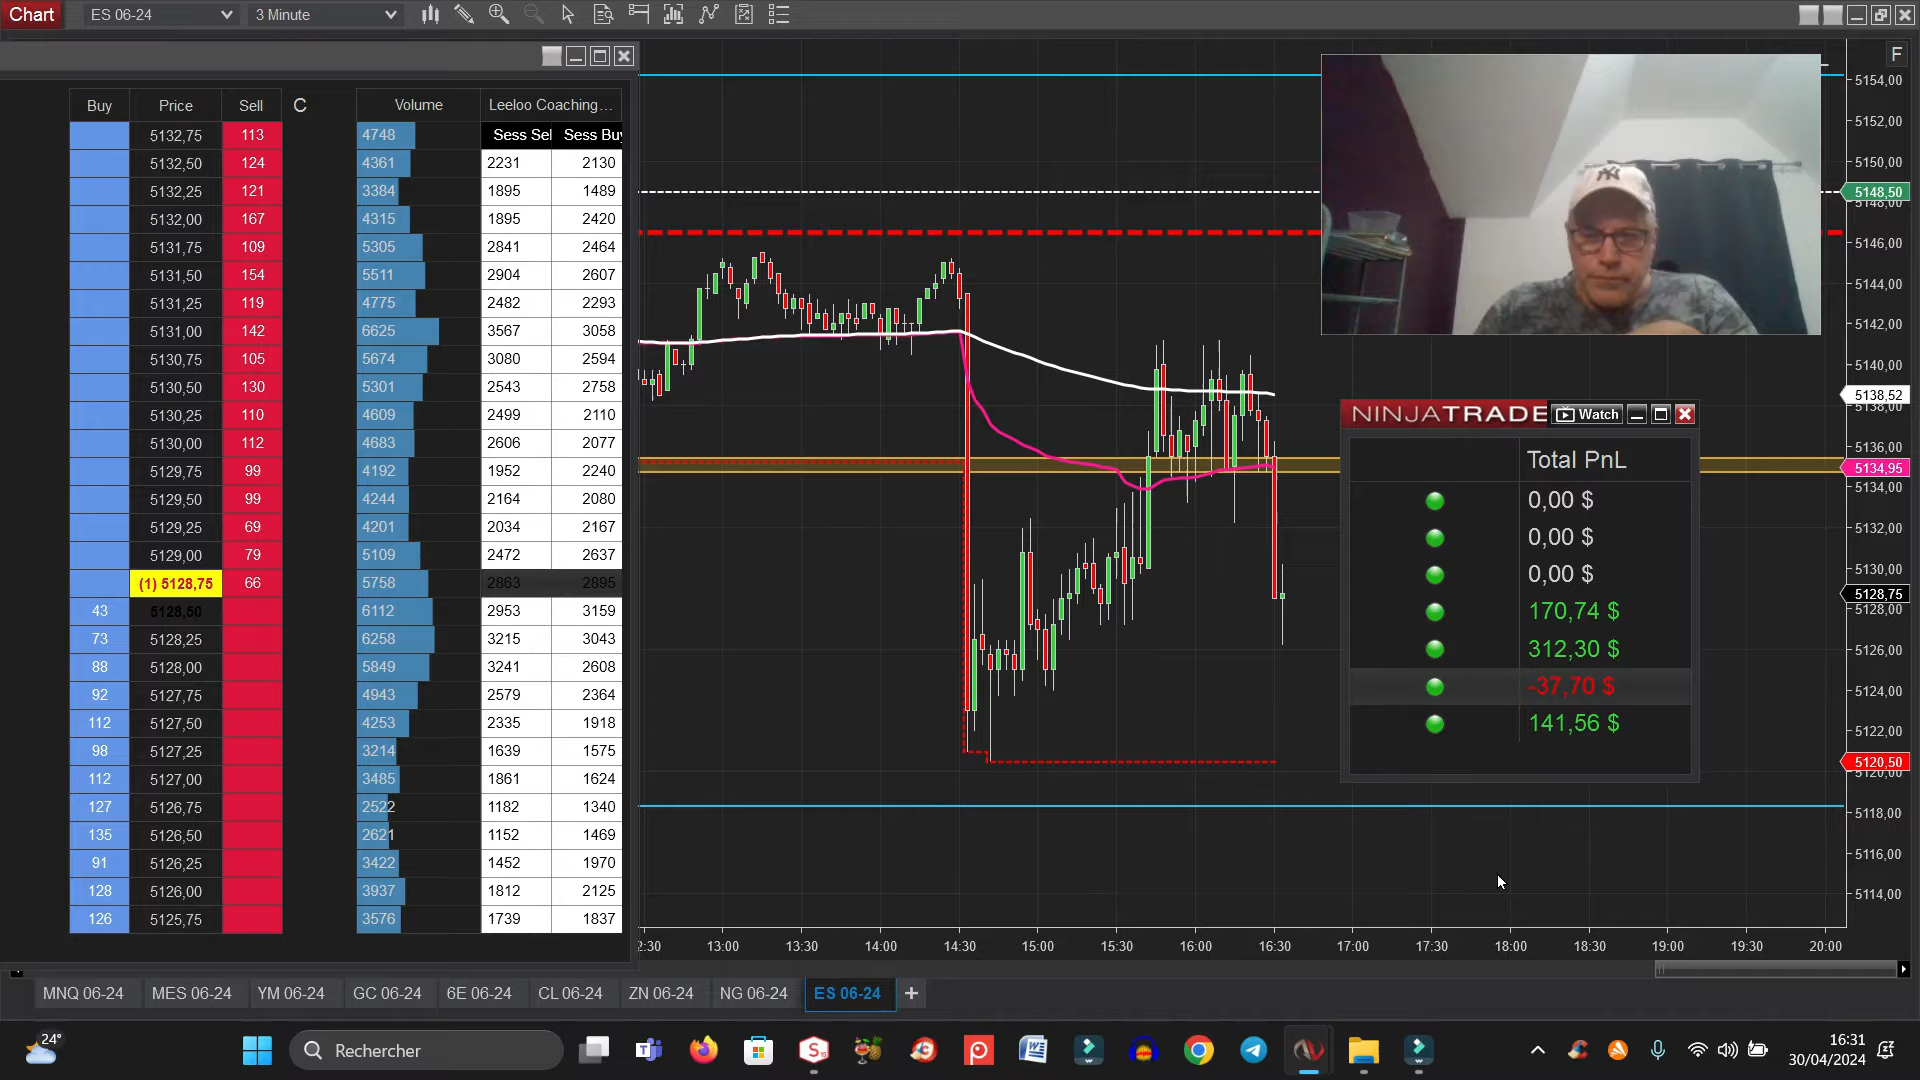 Chart
ES 06-24
3 Minute
F
Buy Price Sell C Volume Leeloo Coaching...
5132,75 113 4748 Sess Sel Sess Buy
5132,50 124 4361 2231 2130
5132,25 121 3384 1895 1489
5132,00 167 4315 1895 2420
5131,75 109 5305 2841 2464
5131,50 154 5511 2904 2607
5131,25 119 4775 2482 2293
5131,00 142 6625 3567 3058
5130,75 105 5674 3080 2594
5130,50 130 5301 2543 2758
5130,25 110 4609 2499 2110
5130,00 112 4683 2606 2077
5129,75 99 4192 1952 2240
5129,50 99 4244 2164 2080
5129,25 69 4201 2034 2167
5129,00 79 5109 2472 2637
(1) 5128,75 66 5758 2863 2895
43 5128,50 6112 2953 3159
73 5128,25 6258 3215 3043
88 5128,00 5849 3241 2608
92 5127,75 4943 2579 2364
112 5127,50 4253 2335 1918
98 5127,25 3214 1639 1575
112 5127,00 3485 1861 1624
127 5126,75 2522 1182 1340
135 5126,50 2621 1152 1469
91 5126,25 3422 1452 1970
128 5126,00 3937 1812 2125
126 5125,75 3576 1739 1837
5154,00
5152,00
5150,00
5148,50
5148,00
5146,00
5144,00
5142,00
5140,00
5138,52
5138,00
5136,00
5134,95
5134,00
5132,00
5130,00
5128,75
5128,00
5126,00
5124,00
5122,00
5120,50
5120,00
5118,00
5116,00
5114,00
NINJATRADE Watch
Total PnL
0,00 $
0,00 $
0,00 $
170,74 $
312,30 $
-37,70 $
141,56 $
2:30 13:00 13:30 14:00 14:30 15:00 15:30 16:00 16:30 17:00 17:30 18:00 18:30 19:00 19:30 20:00
MNQ 06-24 MES 06-24 YM 06-24 GC 06-24 6E 06-24 CL 06-24 ZN 06-24 NG 06-24 ES 06-24 +
24°
Rechercher
16:31
30/04/2024